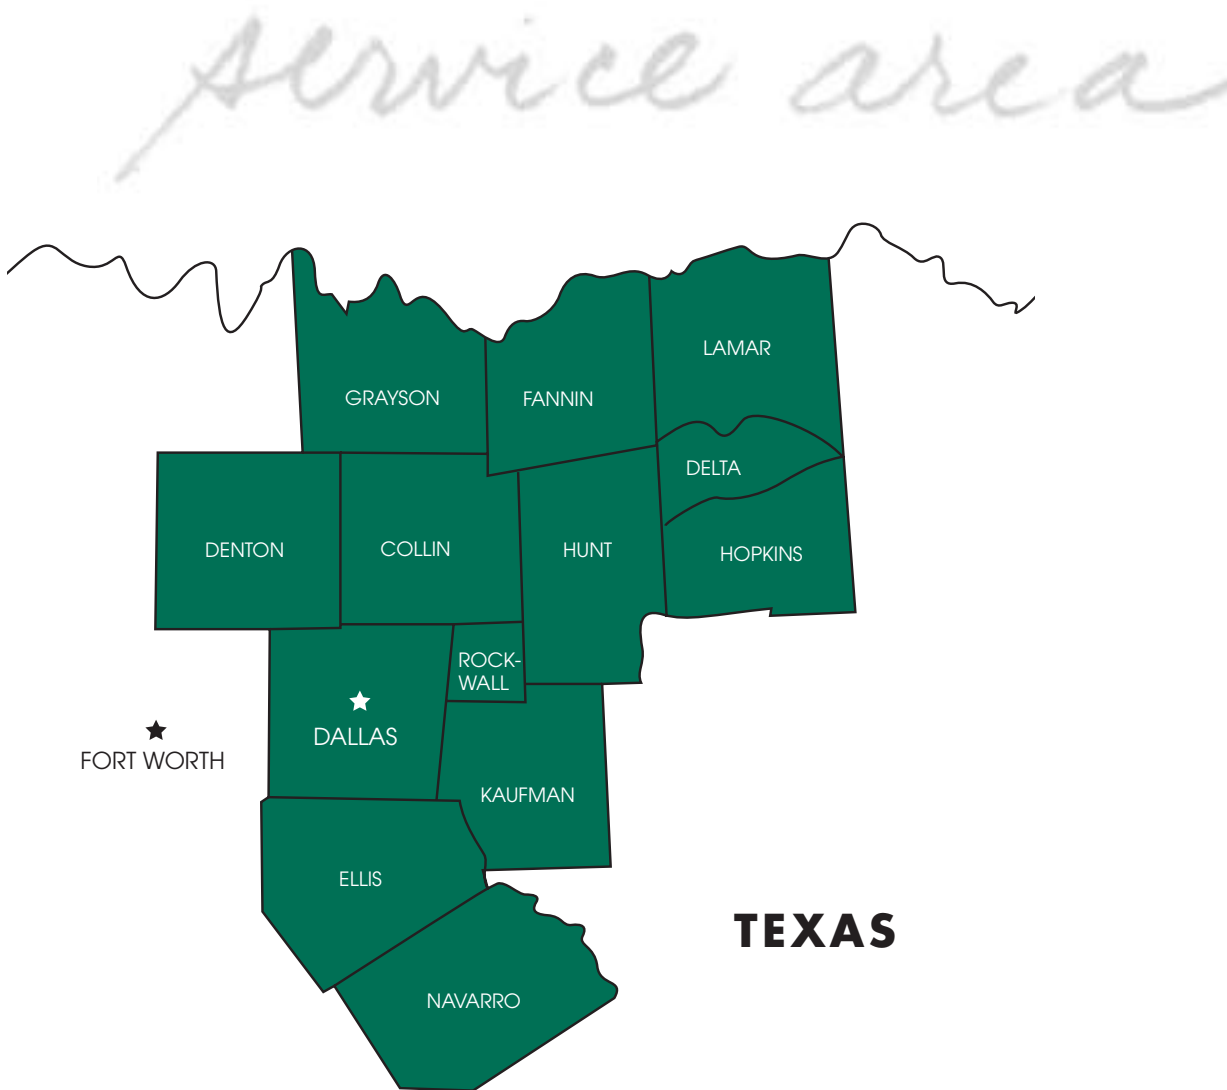 service area
LAMAR
GRAYSON
FANNIN
DELTA
DENTON
COLLIN
HUNT
HOPKINS
ROCK-
WALL
DALLAS
FORT WORTH
KAUFMAN
ELLIS
TEXAS
NAVARRO